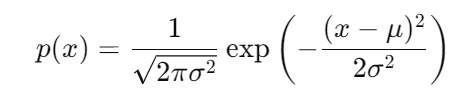 p(x) = \frac{1}{\sqrt{2\pi\sigma^2}} \exp\left(-\frac{(x-\mu)^2}{2\sigma^2}\right)